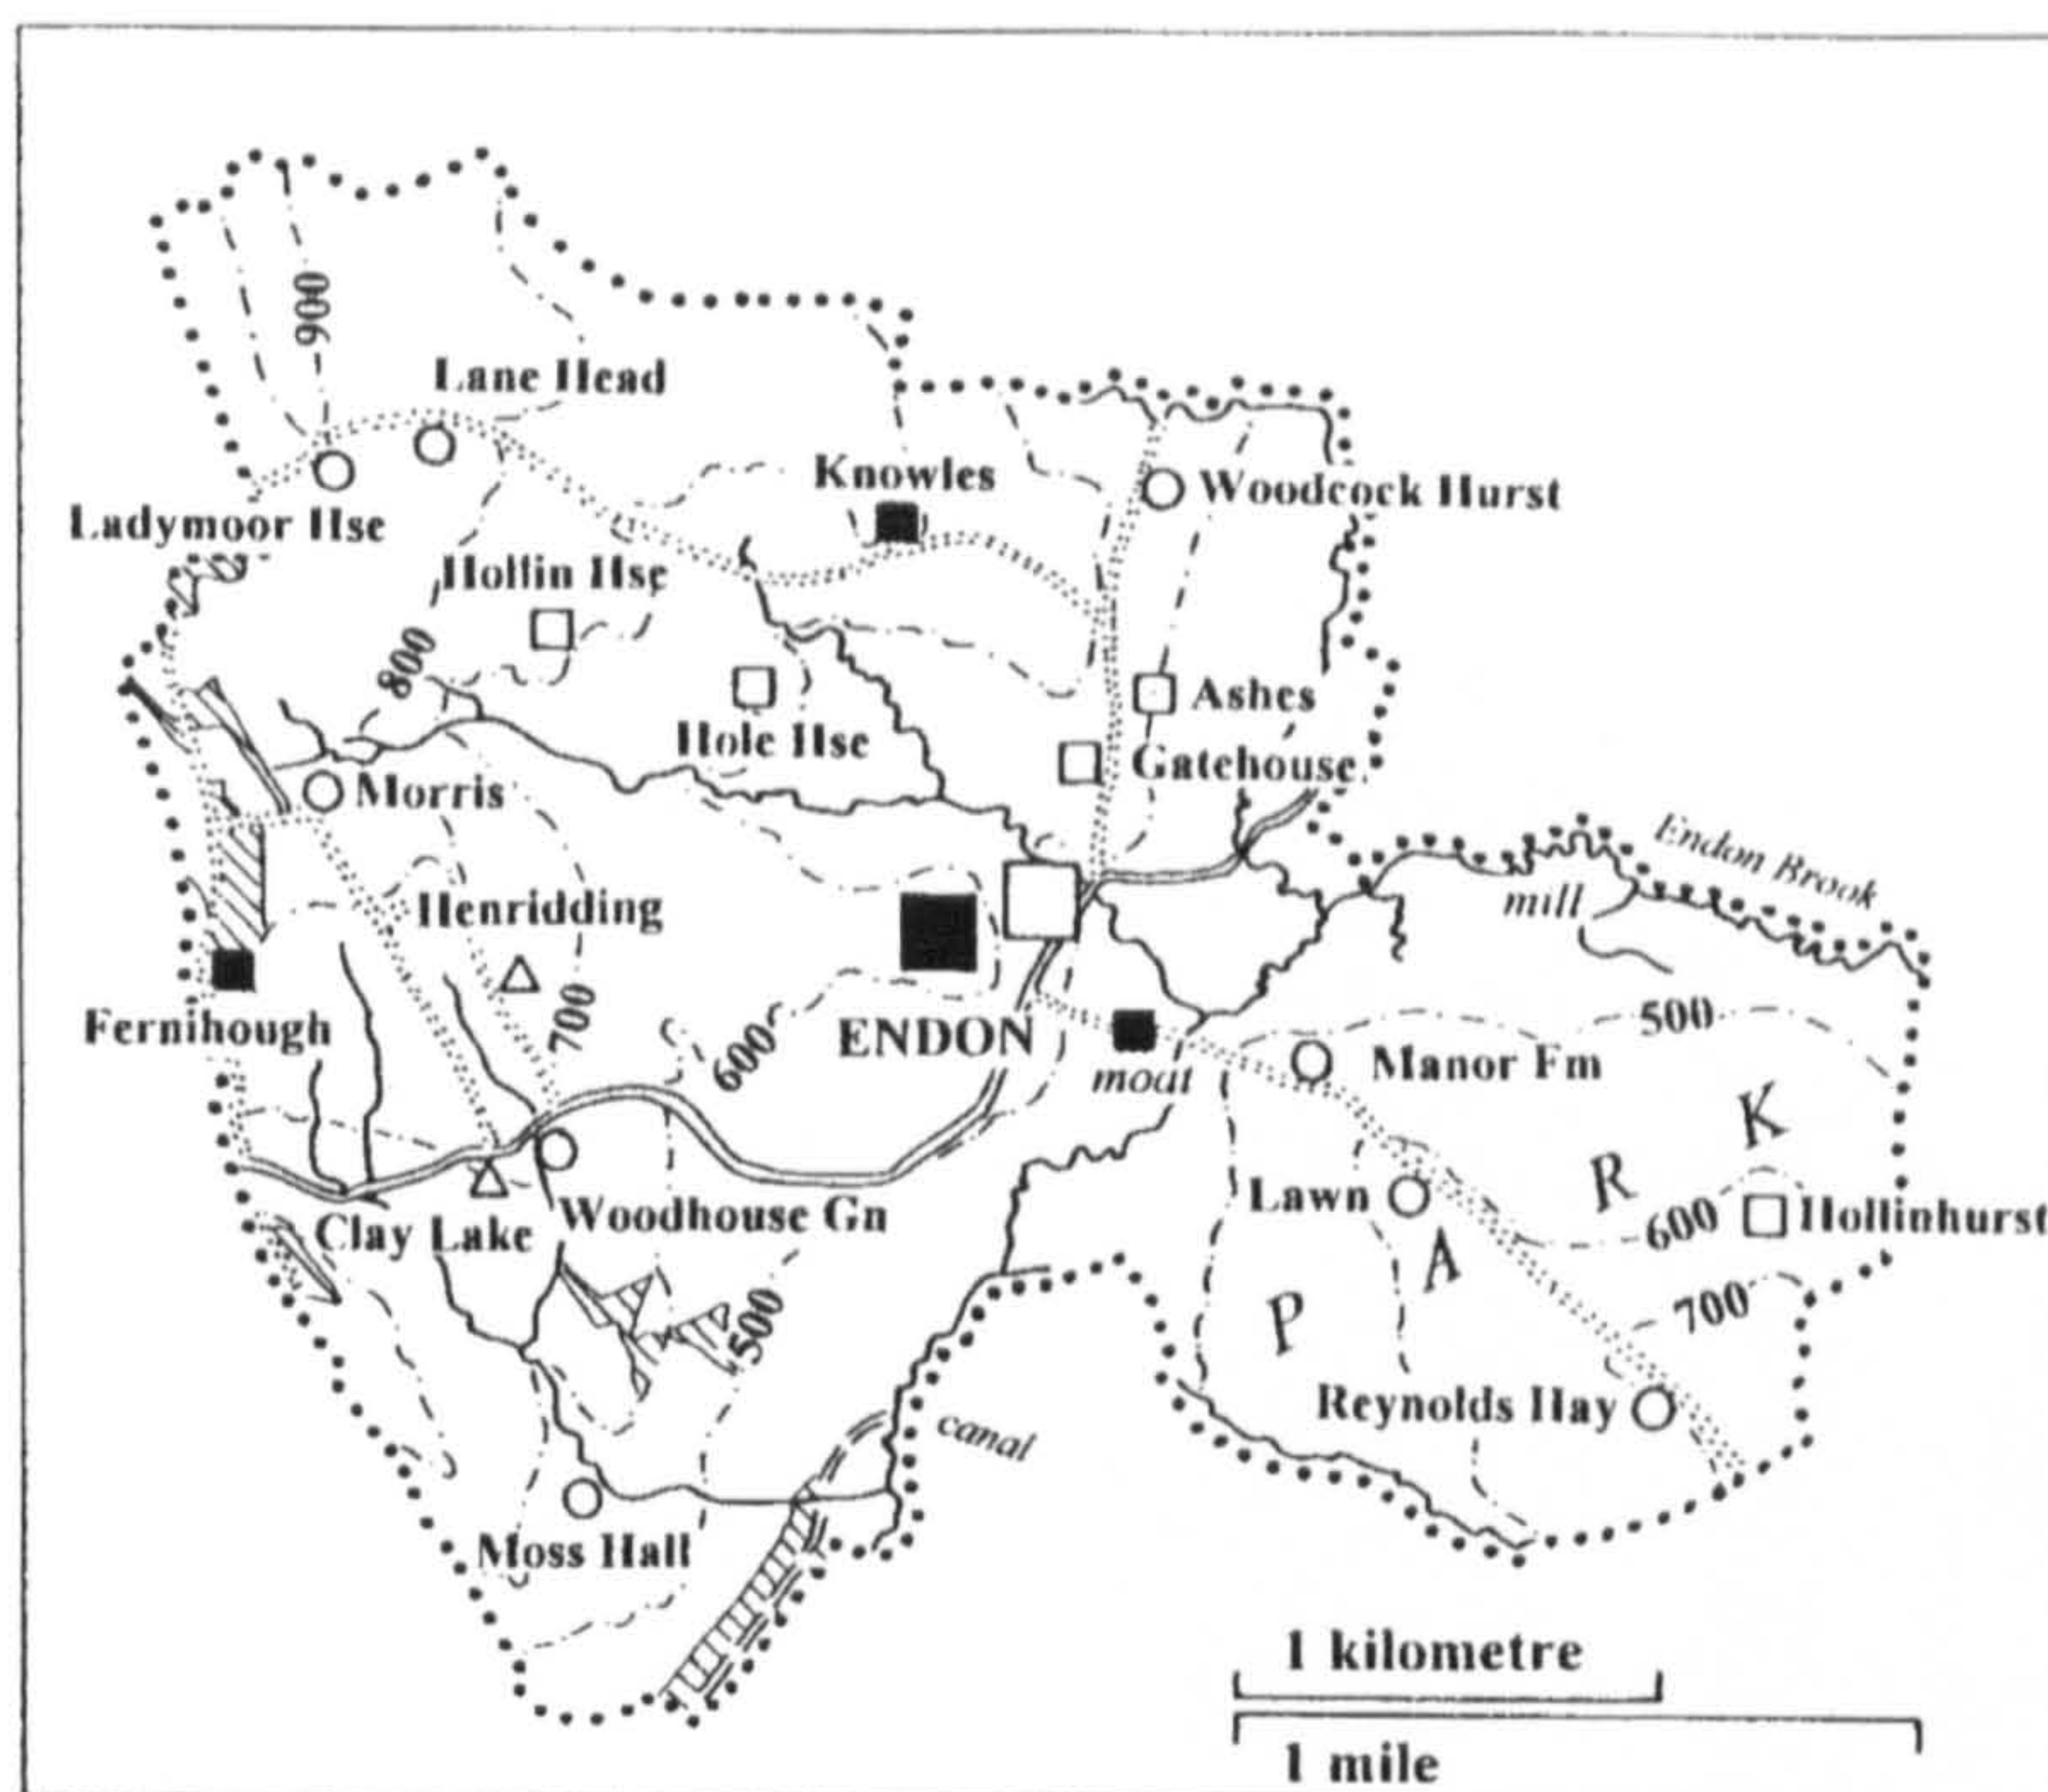 900
Lane Head
Knowles
Woodcock Hurst
Ladymoor Hse
Hollin Hse
800
Ashes
Hole Hse
Gatehouse
Morris
Endon Brook
mill
Henridding
700
Fernihough
600
ENDON
moat
500
Manor Fm
P A R K
Lawn
600
Hollinhurst
Clay Lake
Woodhouse Gn
500
700
Reynolds Hay
canal
Moss Hall
1 kilometre
1 mile